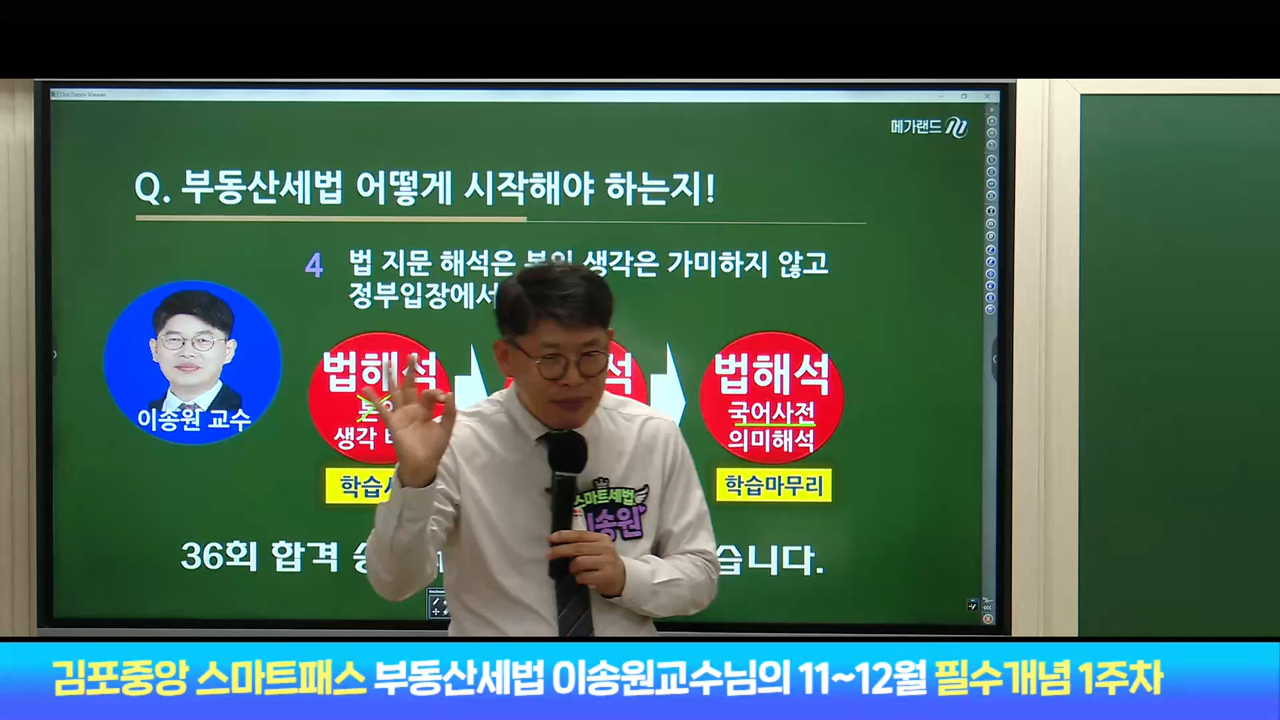 메가랜드
Q. 부동산세법 어떻게 시작해야 하는지!
4 법 지문 해석은 생각은 가미하지 않고
정부입장에서
법해석
생각
학습
석
법해석
국어사전
의미해석
학습마무리
이송원 교수
스마트세법
이송원
36회 합격 습니다.
김포중앙 스마트패스 부동산세법 이송원교수님의 11~12월 필수개념 1주차